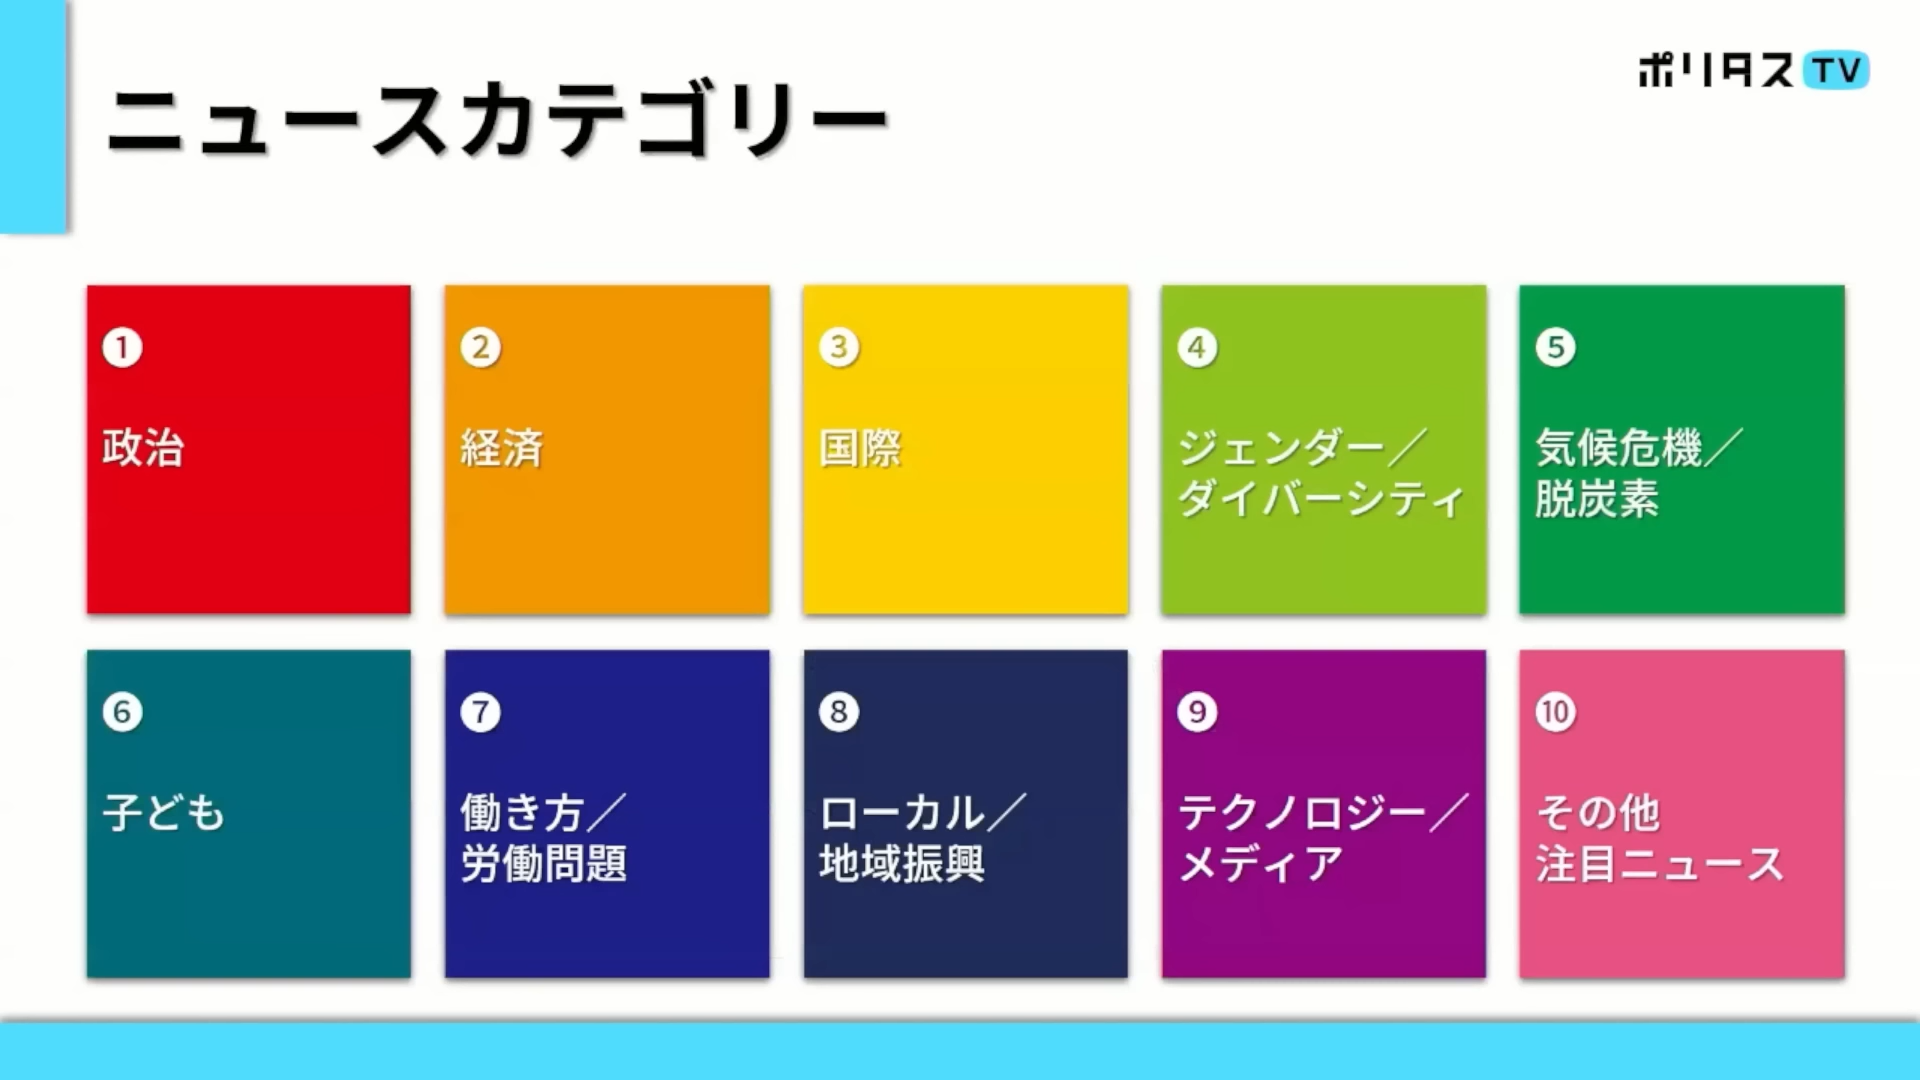 ニュースカテゴリー
ポリタスTV
1
政治
2
経済
3
国際
4
ジェンダー／
ダイバーシティ
5
気候危機／
脱炭素
6
子ども
7
働き方／
労働問題
8
ローカル／
地域振興
9
テクノロジー／
メディア
10
その他
注目ニュース